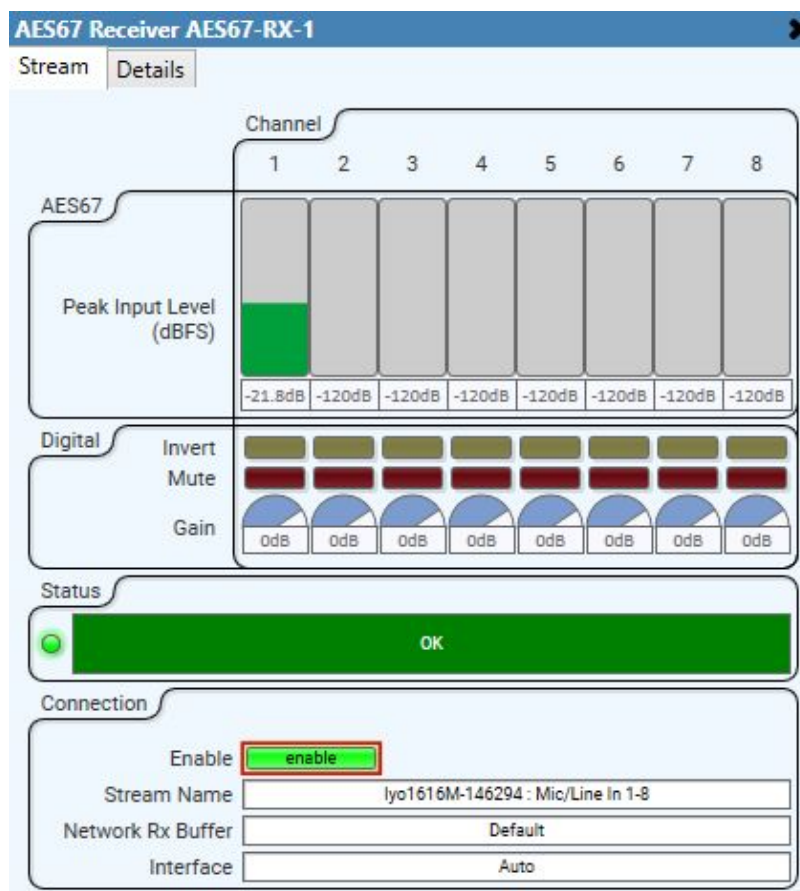 AES67 Receiver AES67-RX-1
Stream Details
Channel
1 2 3 4 5 6 7 8
AES67
Peak Input Level
(dBFS)
-21.8dB -120dB -120dB -120dB -120dB -120dB -120dB -120dB
Digital
Invert
Mute
Gain
0dB 0dB 0dB 0dB 0dB 0dB 0dB 0dB
Status
OK
Connection
Enable enable
Stream Name lyo1616M-146294 : Mic/Line In 1-8
Network Rx Buffer Default
Interface Auto